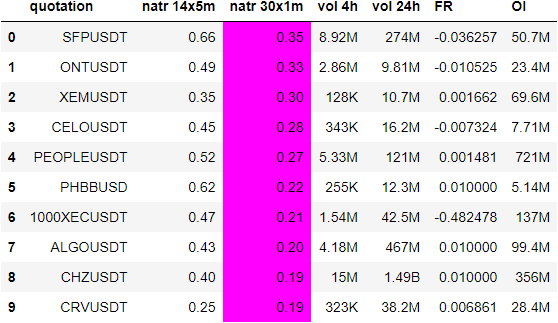 quotation natr 14x5m natr 30x1m vol 4h vol 24h FR OI
0 SFPUSDT 0.66 0.35 8.92M 274M -0.036257 50.7M
1 ONTUSDT 0.49 0.33 2.86M 9.81M -0.010525 23.4M
2 XEMUSDT 0.35 0.30 128K 10.7M 0.001662 69.6M
3 CELOUSDT 0.45 0.28 343K 16.2M -0.007324 7.71M
4 PEOPLEUSDT 0.52 0.27 5.33M 121M 0.001481 721M
5 PHBBUSD 0.62 0.22 255K 12.3M 0.010000 5.14M
6 1000XECUSDT 0.47 0.21 1.54M 42.5M -0.482478 137M
7 ALGOUSDT 0.43 0.20 4.18M 467M 0.010000 99.4M
8 CHZUSDT 0.40 0.19 15M 1.49B 0.010000 356M
9 CRVUSDT 0.25 0.19 323K 38.2M 0.006861 28.4M